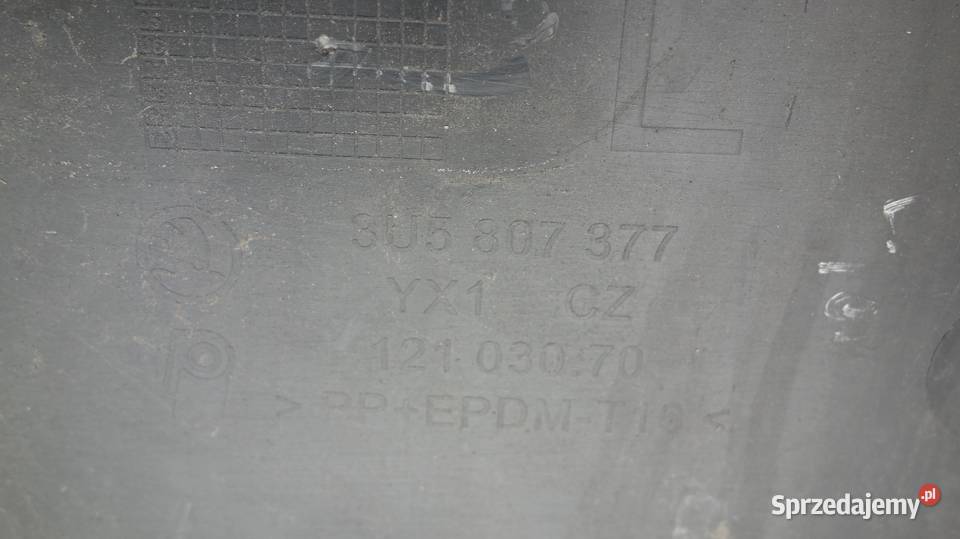 L
3U5 807 377
YX1 CZ
121 030.70
> PP+EPDM-T10 <
Sprzedajemy.pl